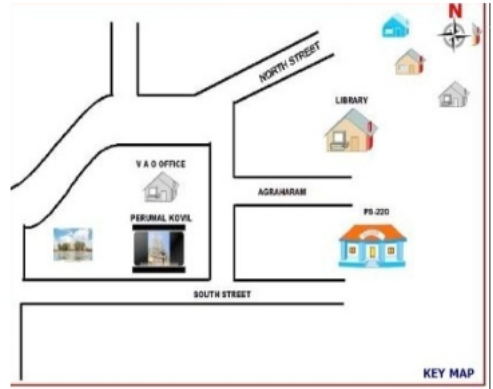 N
NORTH STREET
LIBRARY
V A O OFFICE
AGRAHARAM
PERUMAL KOVIL
PS-220
SOUTH STREET
KEY MAP